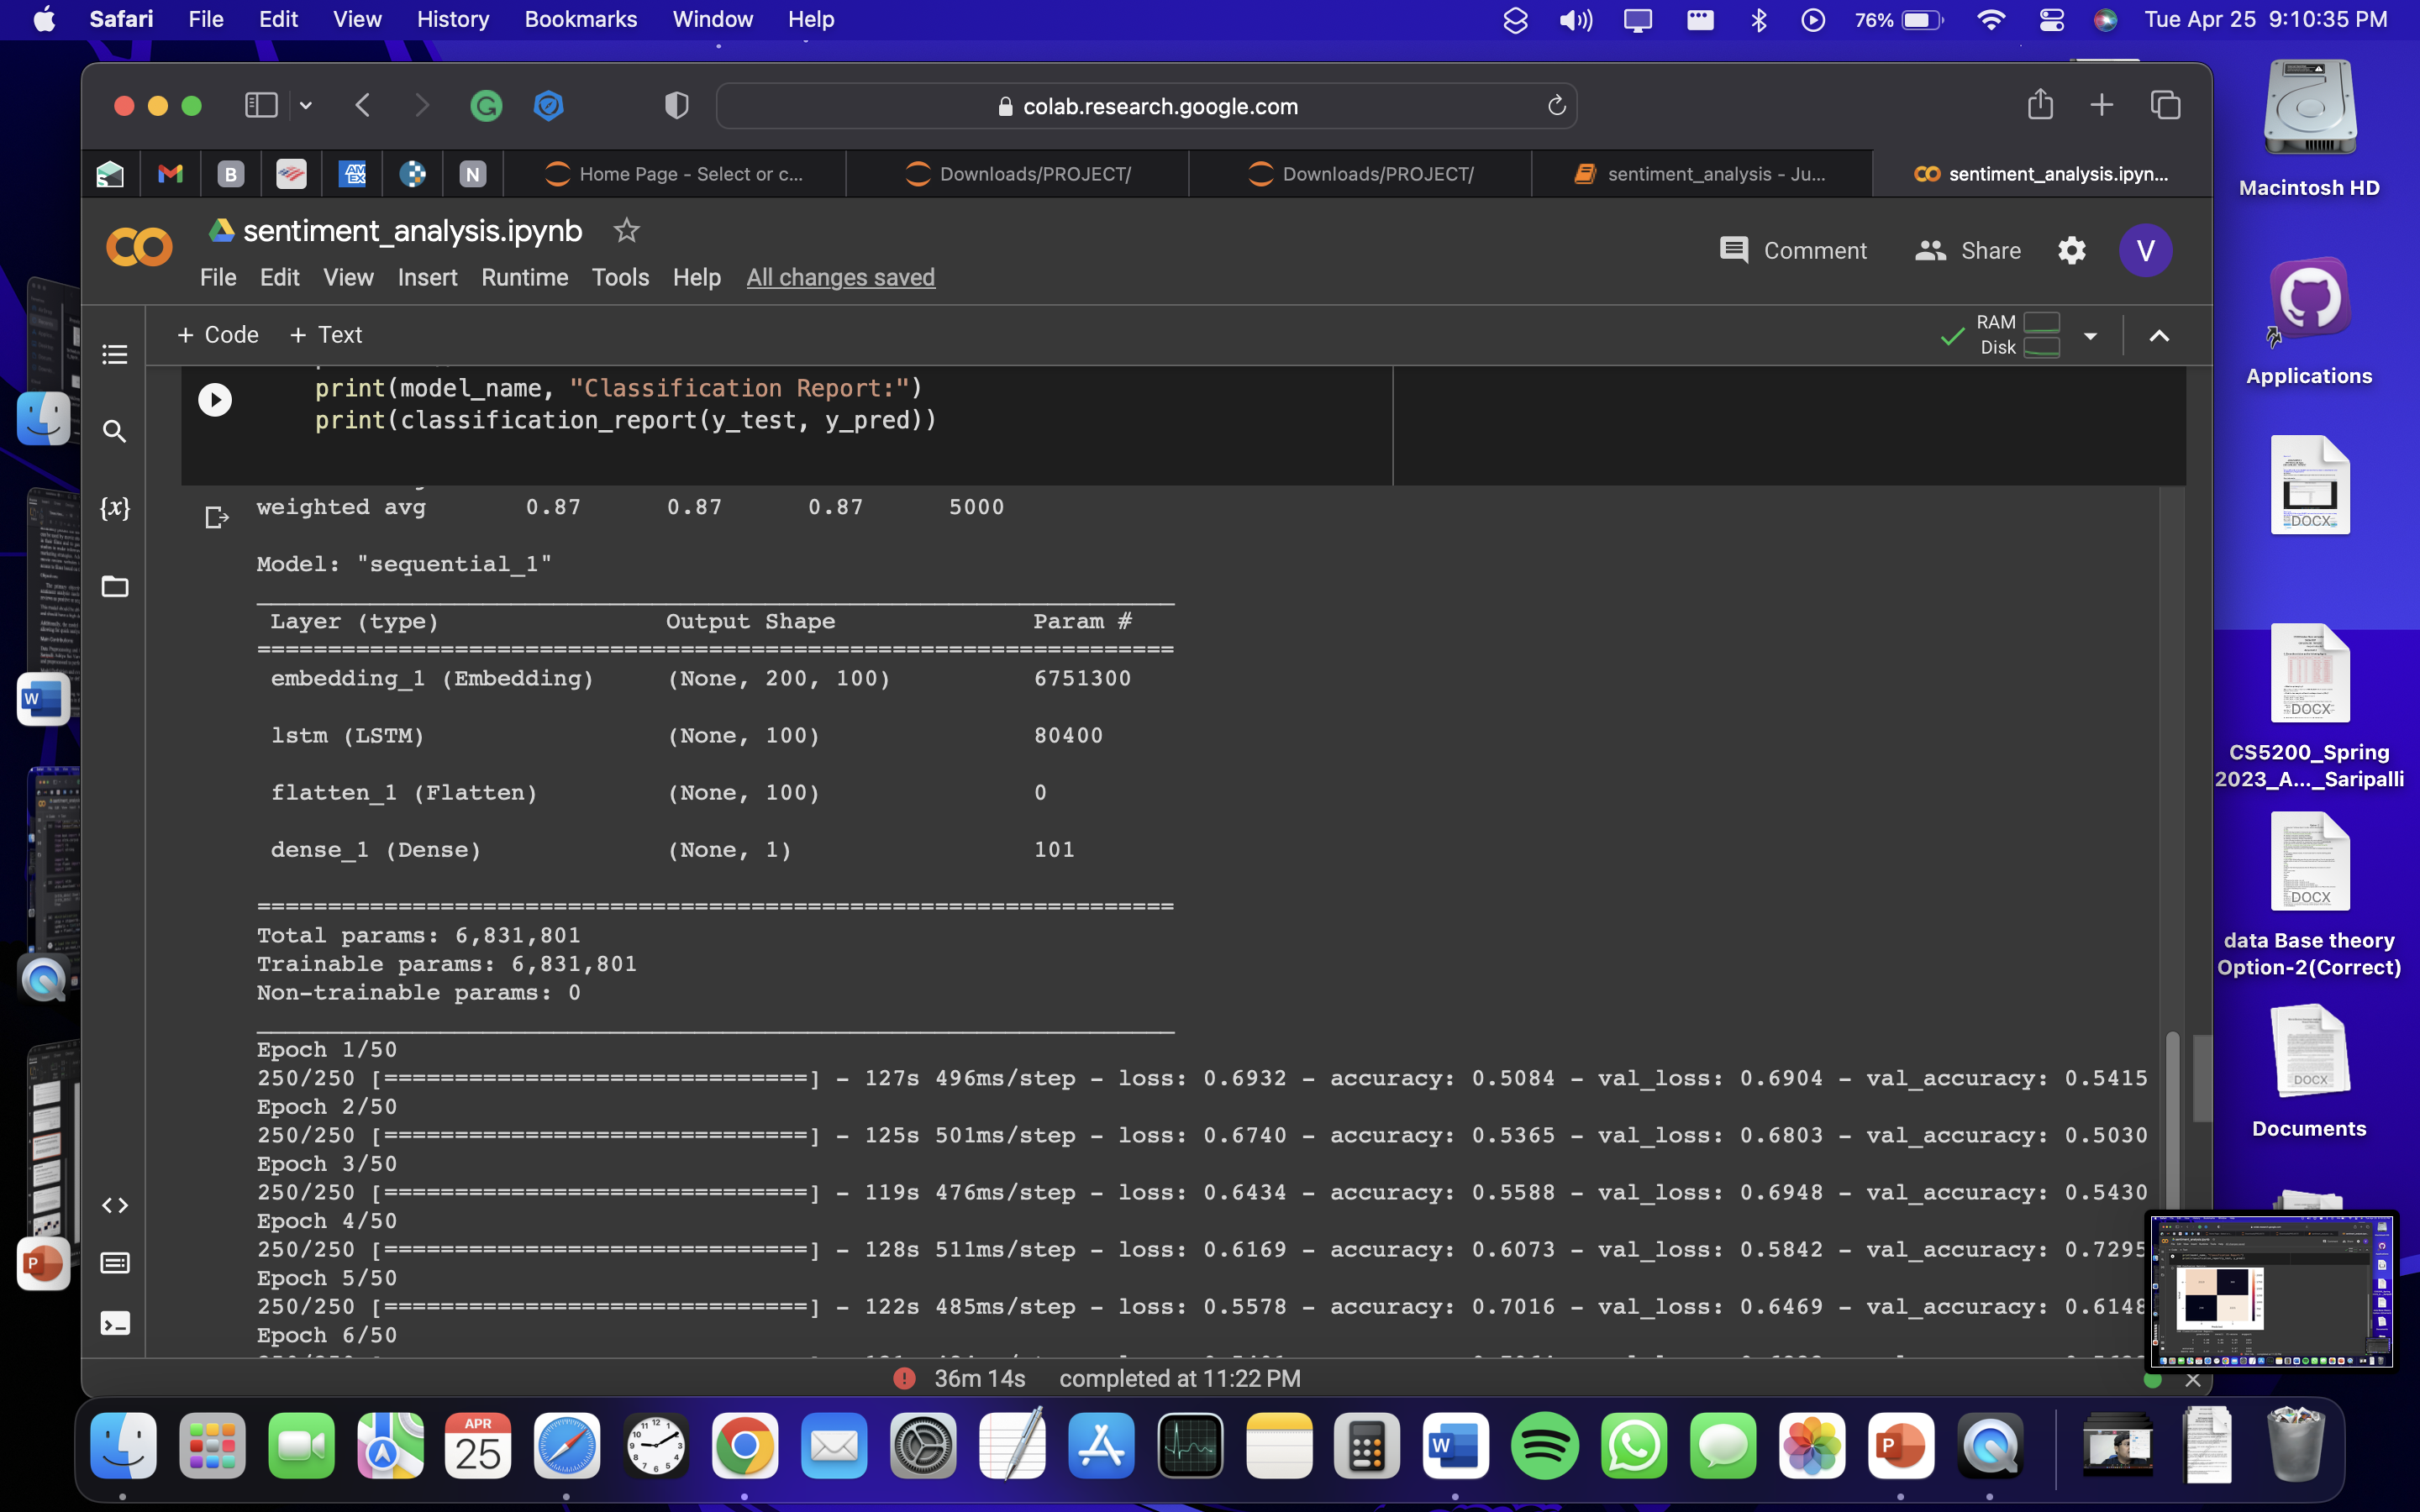 Safari File Edit View History Bookmarks Window Help 76% Tue Apr 25 9:10:35 PM
colab.research.google.com
B
AM EX
N
Home Page - Select or c...
Downloads/PROJECT/
Downloads/PROJECT/
sentiment_analysis - Ju...
sentiment_analysis.ipyn...
sentiment_analysis.ipynb
File Edit View Insert Runtime Tools Help All changes saved
Comment Share V
+ Code + Text
RAM
Disk
print(model_name, "Classification Report:")
print(classification_report(y_test, y_pred))
{x}
weighted avg 0.87 0.87 0.87 5000
Model: "sequential_1"
Layer (type) Output Shape Param #
=================================================================
embedding_1 (Embedding) (None, 200, 100) 6751300
lstm (LSTM) (None, 100) 80400
flatten_1 (Flatten) (None, 100) 0
dense_1 (Dense) (None, 1) 101
=================================================================
Total params: 6,831,801
Trainable params: 6,831,801
Non-trainable params: 0
Epoch 1/50
250/250 [==============================] - 127s 496ms/step - loss: 0.6932 - accuracy: 0.5084 - val_loss: 0.6904 - val_accuracy: 0.5415
Epoch 2/50
250/250 [==============================] - 125s 501ms/step - loss: 0.6740 - accuracy: 0.5365 - val_loss: 0.6803 - val_accuracy: 0.5030
Epoch 3/50
250/250 [==============================] - 119s 476ms/step - loss: 0.6434 - accuracy: 0.5588 - val_loss: 0.6948 - val_accuracy: 0.5430
Epoch 4/50
250/250 [==============================] - 128s 511ms/step - loss: 0.6169 - accuracy: 0.6073 - val_loss: 0.5842 - val_accuracy: 0.7295
Epoch 5/50
250/250 [==============================] - 122s 485ms/step - loss: 0.5578 - accuracy: 0.7016 - val_loss: 0.6469 - val_accuracy: 0.6148
Epoch 6/50
36m 14s completed at 11:22 PM
Macintosh HD
Applications
DOCX
DOCX
CS5200_Spring
2023_A..._Saripalli
DOCX
data Base theory
Option-2(Correct)
DOCX
Documents
W
P
APR
25
W
P